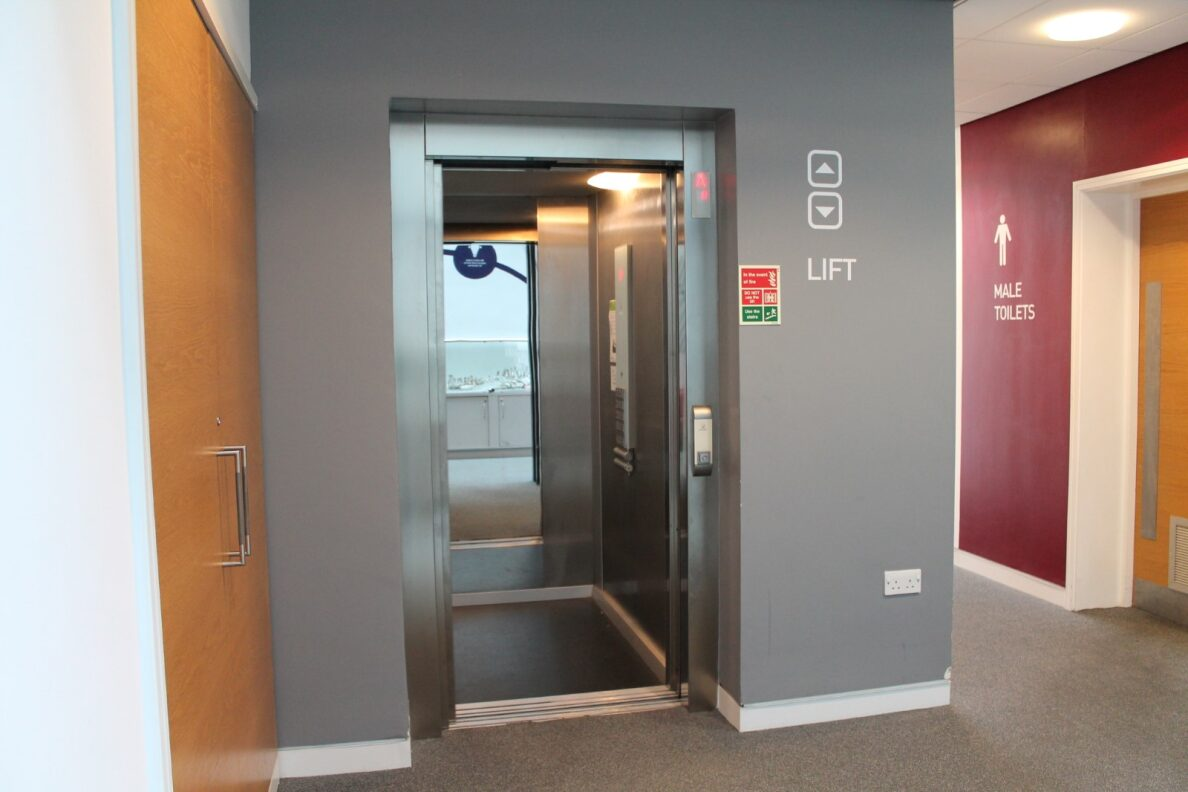 LIFT
In the event
of fire
DO NOT
use the
lift
Use the
stairs
MALE
TOILETS